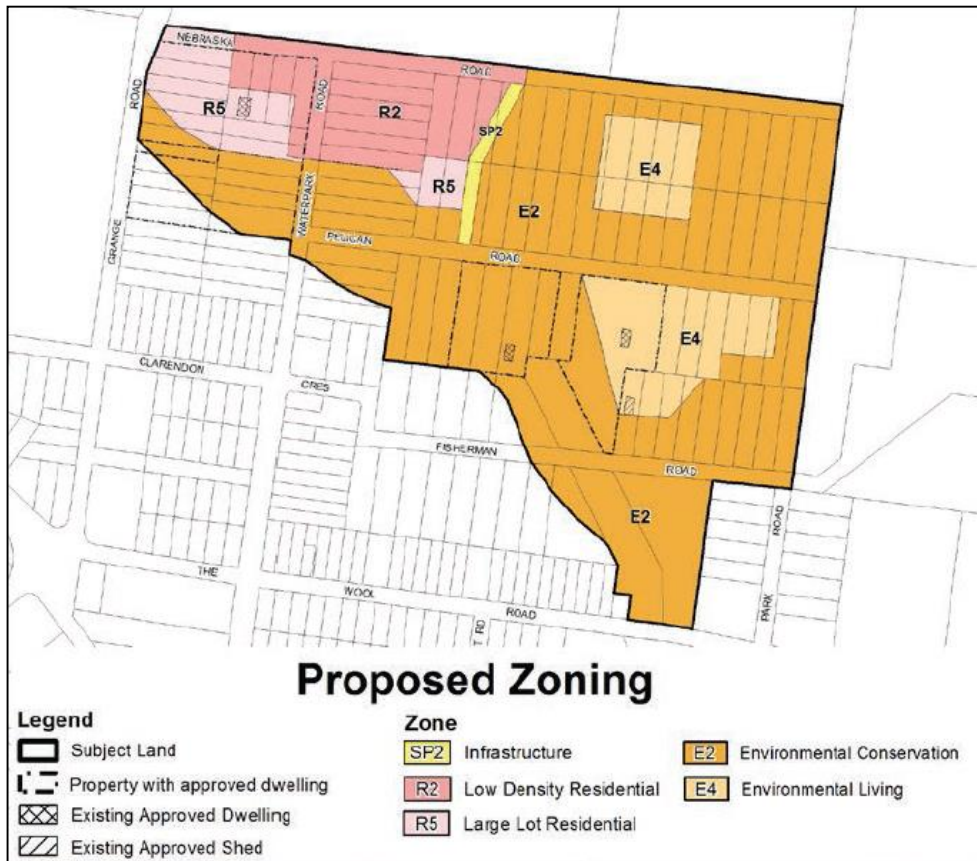 NEBRASKA
ROAD
ROAD
ROAD
R5
R2
SP2
E4
R5
E2
WATERPARK
PELICAN
ROAD
GRANGE
E4
CLARENDON
CRES
FISHERMAN
ROAD
E2
ROAD
PARK
THE
WOOL
ROAD
T RD
Proposed Zoning
Legend
Subject Land
Property with approved dwelling
Existing Approved Dwelling
Existing Approved Shed
Zone
SP2 Infrastructure
R2 Low Density Residential
R5 Large Lot Residential
E2 Environmental Conservation
E4 Environmental Living